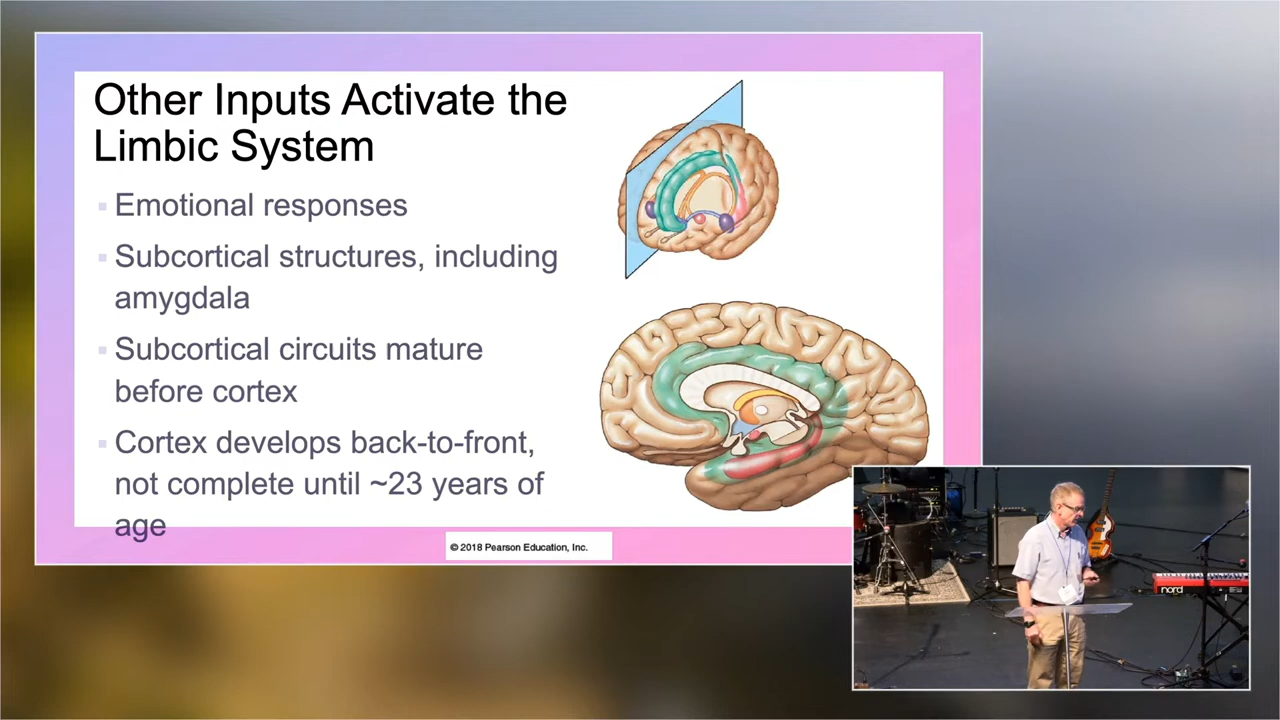 Other Inputs Activate the
Limbic System
Emotional responses
Subcortical structures, including
amygdala
Subcortical circuits mature
before cortex
Cortex develops back-to-front,
not complete until ~23 years of
age
© 2018 Pearson Education, Inc.
nord